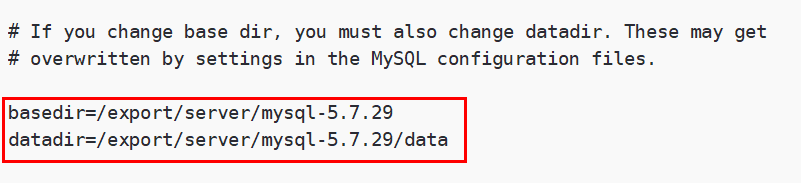 # If you change base dir, you must also change datadir. These may get
# overwritten by settings in the MySQL configuration files.
basedir=/export/server/mysql-5.7.29
datadir=/export/server/mysql-5.7.29/data